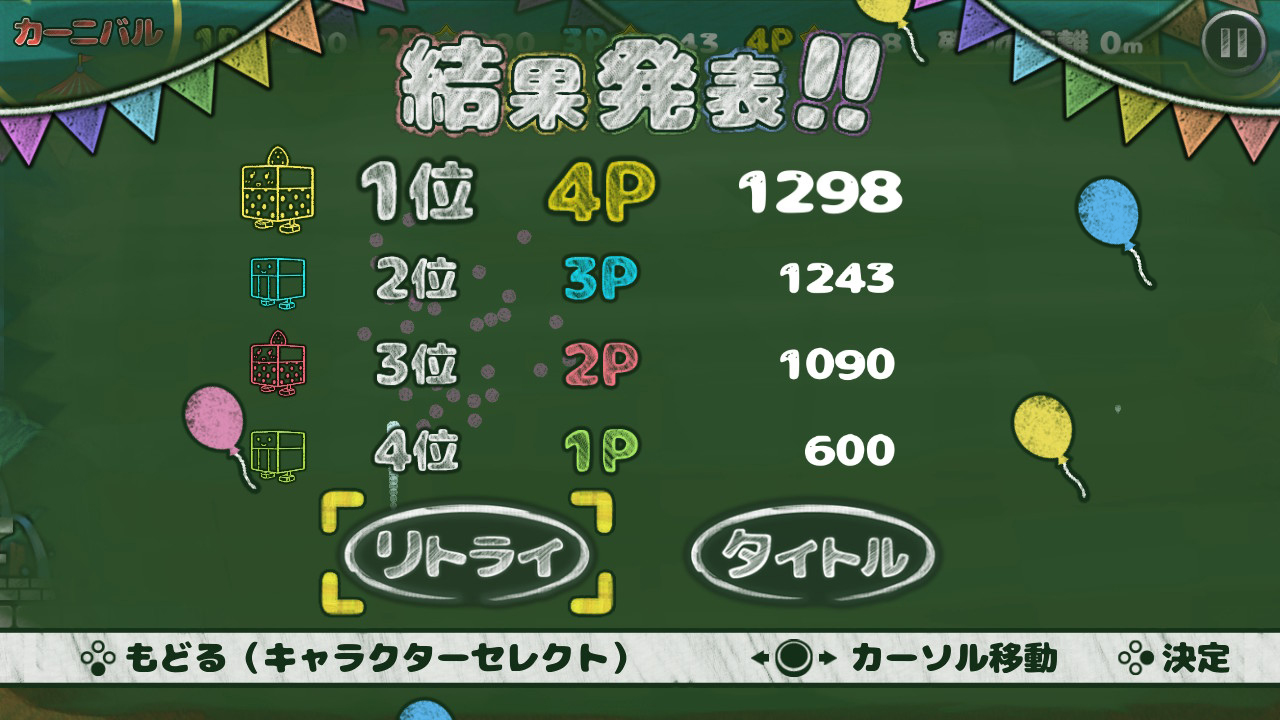 カーニバル 0m
結果発表!!
1位 4P 1298
2位 3P 1243
3位 2P 1090
4位 1P 600
リトライ タイトル
もどる（キャラクターセレクト） カーソル移動 決定